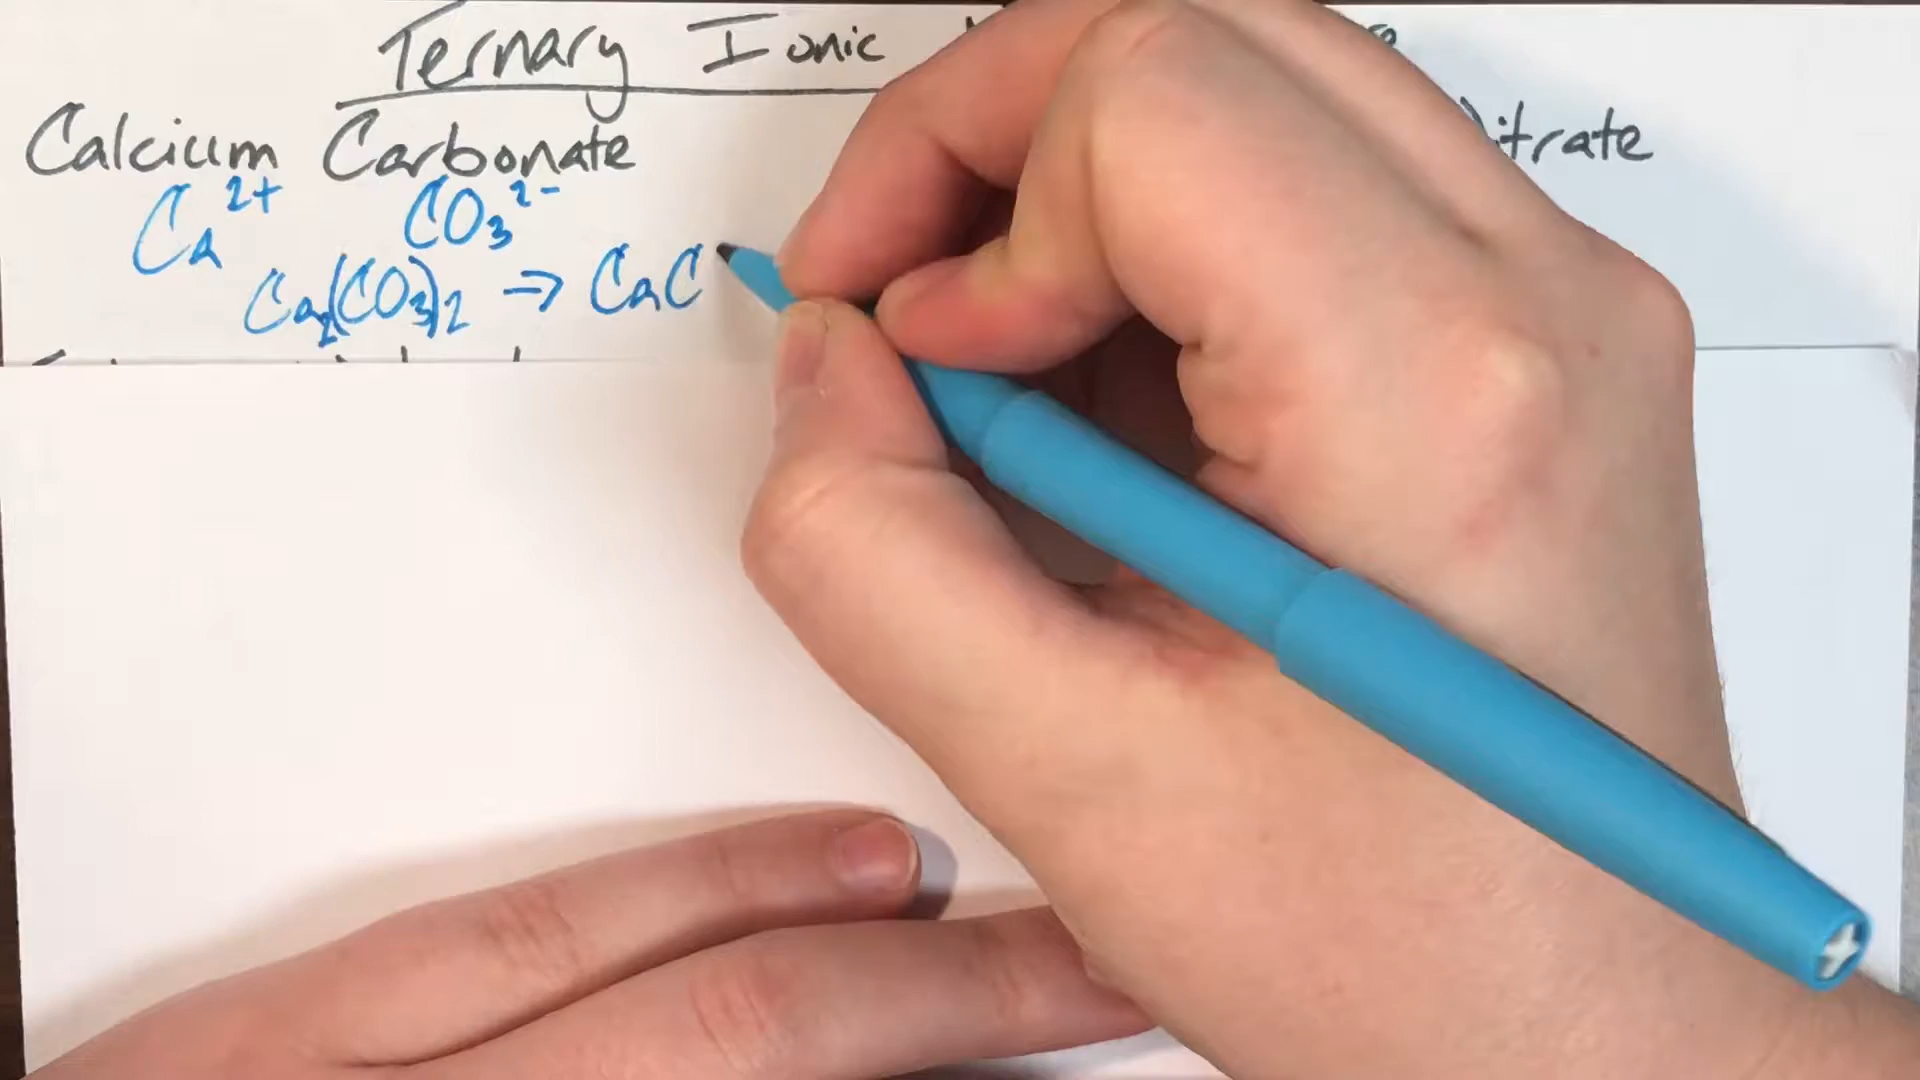 Ternary Ionic
Calcium Carbonate
Ca²⁺ CO₃²⁻
Ca₂(CO₃)₂ → CaC
itrate